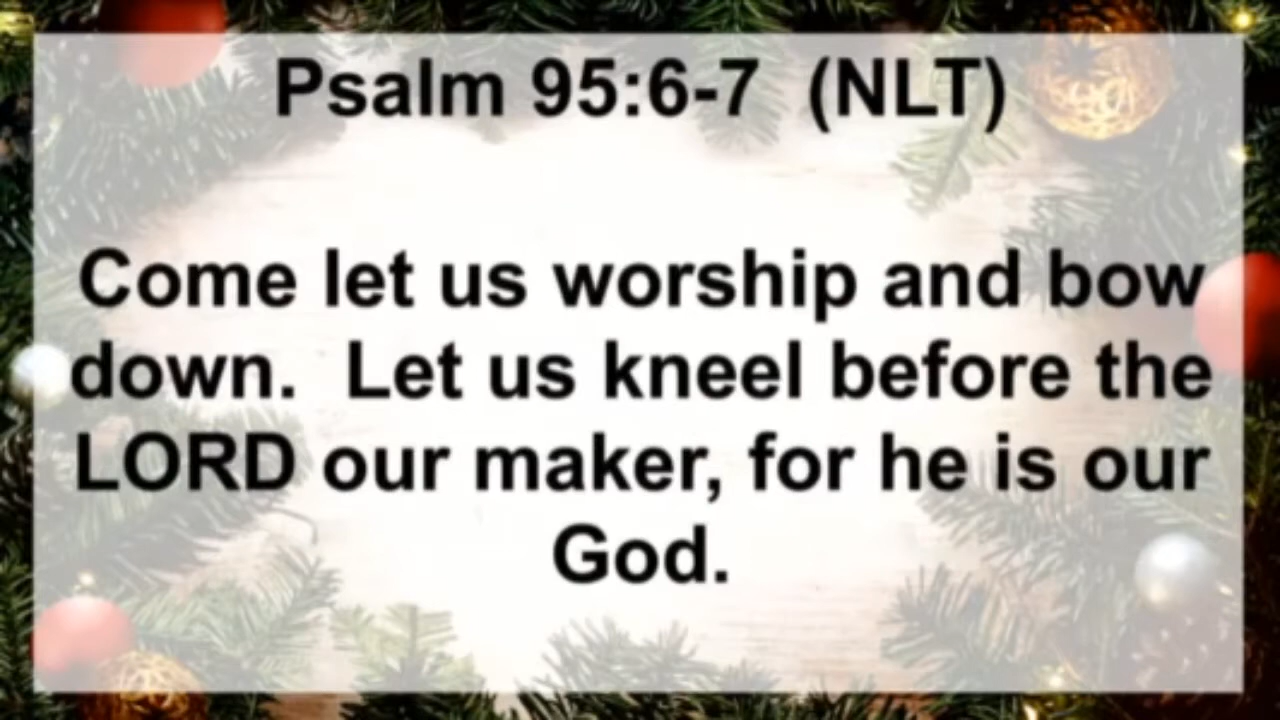 Psalm 95:6-7  (NLT)
Come let us worship and bow
down.  Let us kneel before the
LORD our maker, for he is our
God.